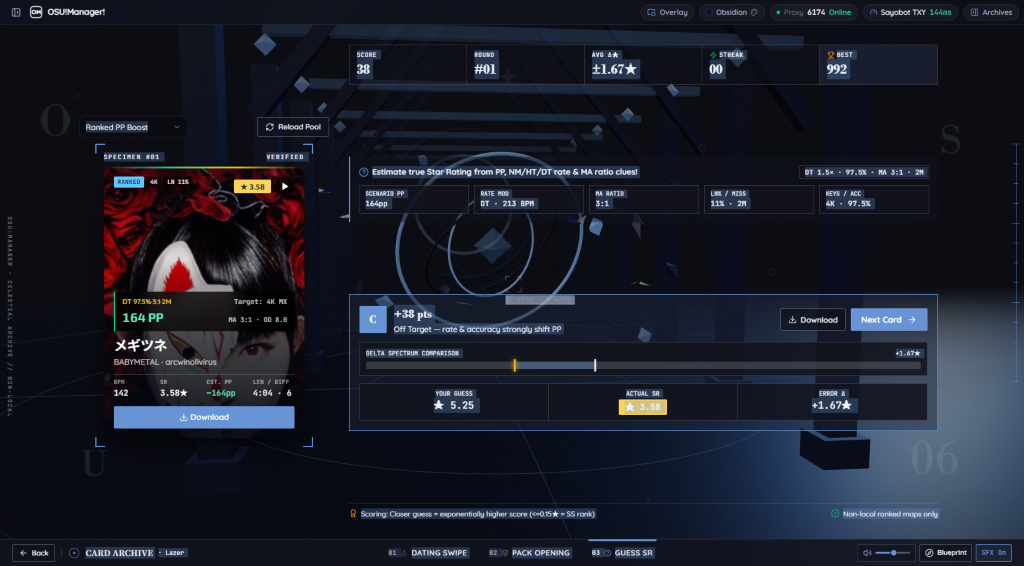 OSU!Manager!
Overlay
Obsidian
Proxy 6174 Online
Sayobot TXY 144ms
Archives
SCORE
38
ROUND
#01
AVG Δ★
±1.67★
STREAK
00
BEST
992
O
S
Ranked PP Boost
Reload Pool
SPECIMEN #01
VERIFIED
RANKED 4K LN 11%
★ 3.58
DT 97.5%·3:1·2M
Target: 4K MX
164 PP
MA 3:1 · OD 8.0
メギツネ
BABYMETAL · arcwinolivirus
BPM
142
SR
3.58★
EST. PP
~164pp
LEN / DIFF
4:04 · 6
Download
Estimate true Star Rating from PP, NM/HT/DT rate & MA ratio clues!
DT 1.5× · 97.5% · MA 3:1 · 2M
SCENARIO PP
164pp
RATE MOD
DT · 213 BPM
MA RATIO
3:1
LN% / MISS
11% · 2M
KEYS / ACC
4K · 97.5%
C
+38 pts
Off Target — rate & accuracy strongly shift PP
Download
Next Card →
DELTA SPECTRUM COMPARISON
+1.67★
YOUR GUESS
★ 5.25
ACTUAL SR
★ 3.58
ERROR Δ
+1.67★
OSU!MANAGER · CELESTIAL ARCHIVE // NON-LOCAL
U
06
Scoring: Closer guess = exponentially higher score (<=0.15★ = SS rank)
Non-local ranked maps only
← Back
CARD ARCHIVE · Lazer
01 DATING SWIPE
02 PACK OPENING
03 GUESS SR
Blueprint
SFX On